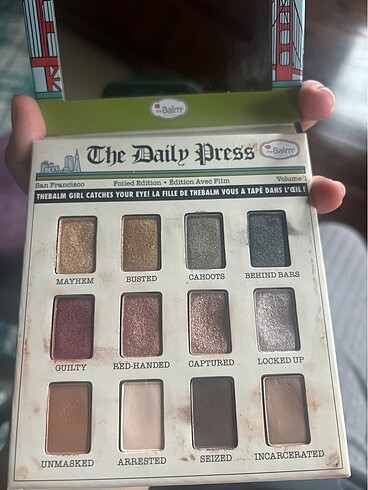 theBalm
The Daily Press
theBalm
San Francisco Foiled Edition • Édition Avec Film Volume 1
THEBALM GIRL CATCHES YOUR EYE! LA FILLE DE THEBALM VOUS A TAPÉ DANS L'ŒIL!
MAYHEM BUSTED CAHOOTS BEHIND BARS
GUILTY RED-HANDED CAPTURED LOCKED UP
UNMASKED ARRESTED SEIZED INCARCERATED